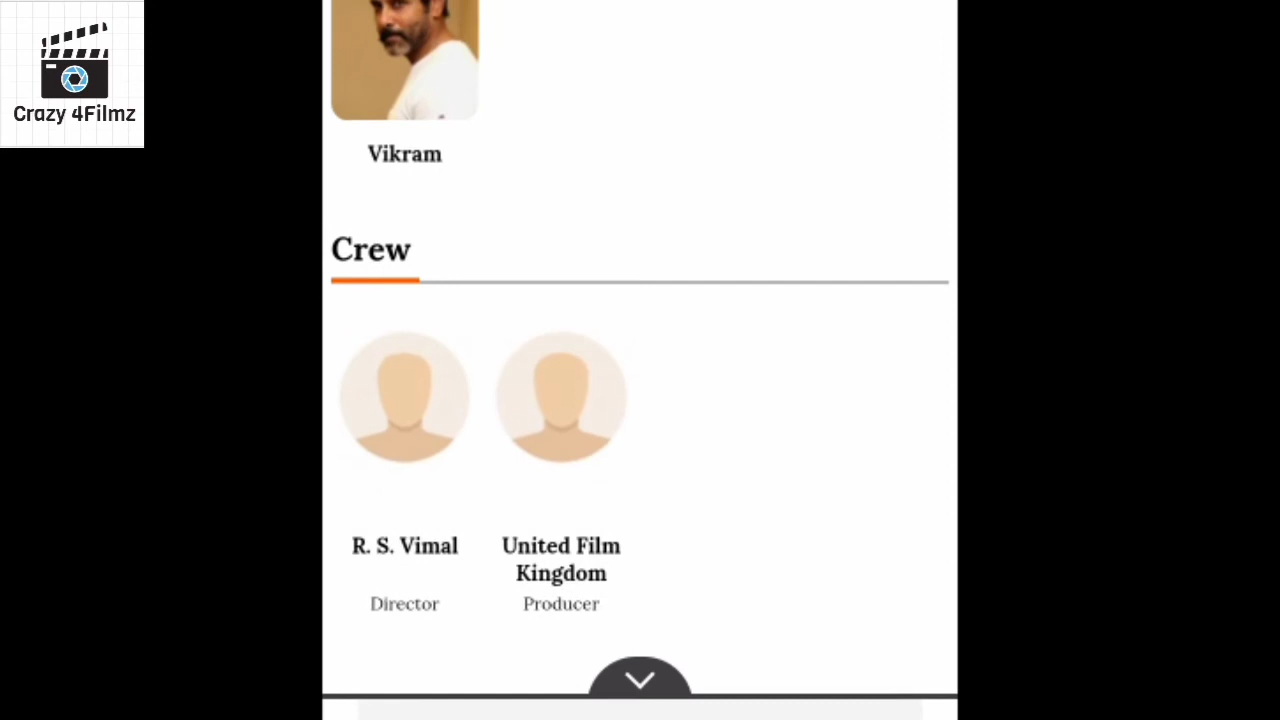 Crazy 4Filmz
Vikram
Crew
R. S. Vimal
Director
United Film
Kingdom
Producer